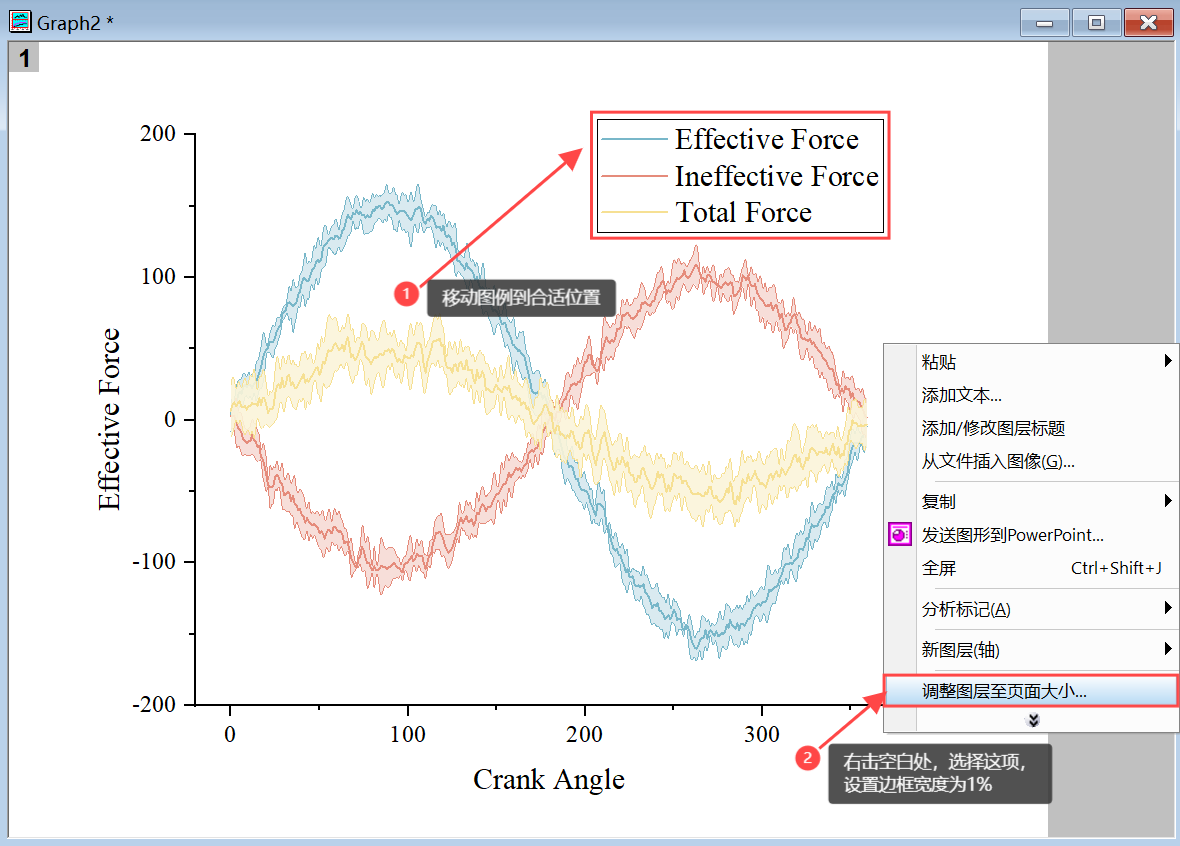 Graph2 *
1
Effective Force
Ineffective Force
Total Force
1
移动图例到合适位置
200
100
0
-100
-200
Effective Force
0
100
200
300
Crank Angle
粘贴
添加文本...
添加/修改图层标题
从文件插入图像(G)...
复制
发送图形到PowerPoint...
全屏 Ctrl+Shift+J
分析标记(A)
新图层(轴)
调整图层至页面大小...
2
右击空白处，选择这项，
设置边框宽度为1%